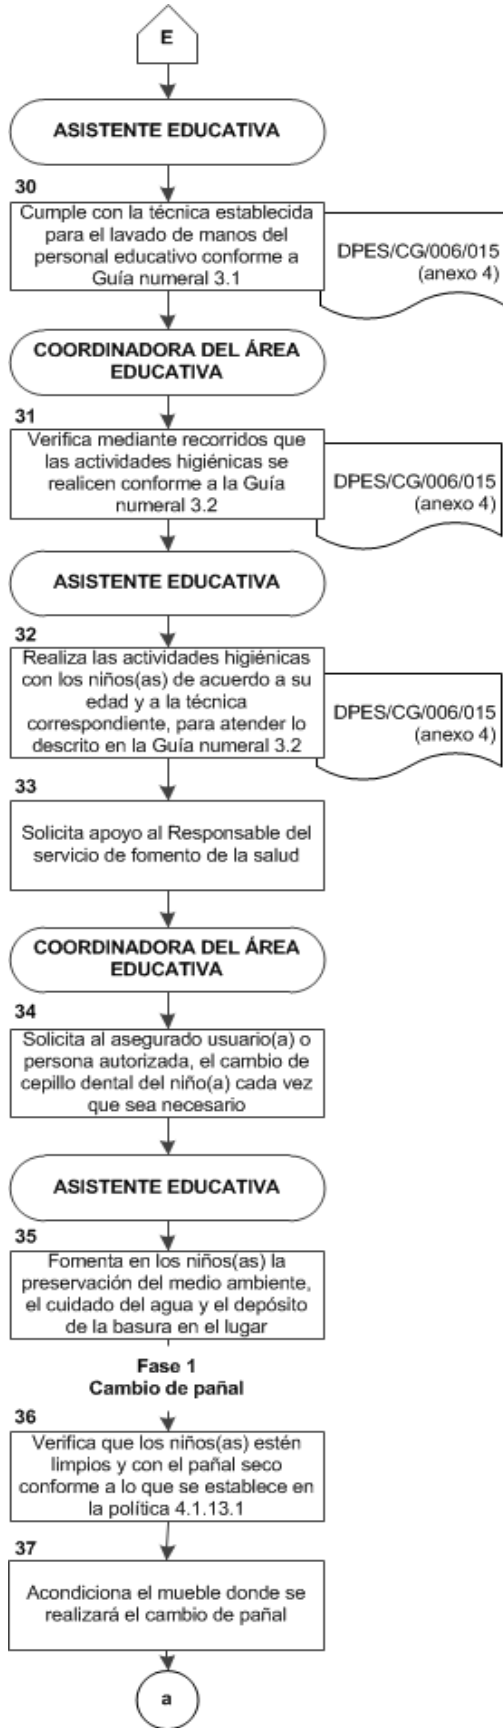 E
ASISTENTE EDUCATIVA
30
Cumple con la técnica establecida
para el lavado de manos del
personal educativo conforme a
Guía numeral 3.1
DPES/CG/006/015
(anexo 4)
COORDINADORA DEL ÁREA
EDUCATIVA
31
Verifica mediante recorridos que
las actividades higiénicas se
realicen conforme a la Guía
numeral 3.2
DPES/CG/006/015
(anexo 4)
ASISTENTE EDUCATIVA
32
Realiza las actividades higiénicas
con los niños(as) de acuerdo a su
edad y a la técnica
correspondiente, para atender lo
descrito en la Guía numeral 3.2
DPES/CG/006/015
(anexo 4)
33
Solicita apoyo al Responsable del
servicio de fomento de la salud
COORDINADORA DEL ÁREA
EDUCATIVA
34
Solicita al asegurado usuario(a) o
persona autorizada, el cambio de
cepillo dental del niño(a) cada vez
que sea necesario
ASISTENTE EDUCATIVA
35
Fomenta en los niños(as) la
preservación del medio ambiente,
el cuidado del agua y el depósito
de la basura en el lugar
Fase 1
Cambio de pañal
36
Verifica que los niños(as) estén
limpios y con el pañal seco
conforme a lo que se establece en
la política 4.1.13.1
37
Acondiciona el mueble donde se
realizará el cambio de pañal
a